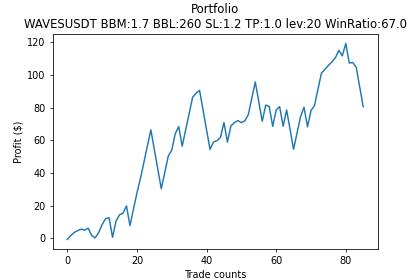 Portfolio
WAVESUSDT BBM:1.7 BBL:260 SL:1.2 TP:1.0 lev:20 WinRatio:67.0
120
100
80
60
40
20
0
Profit ($)
0 20 40 60 80
Trade counts